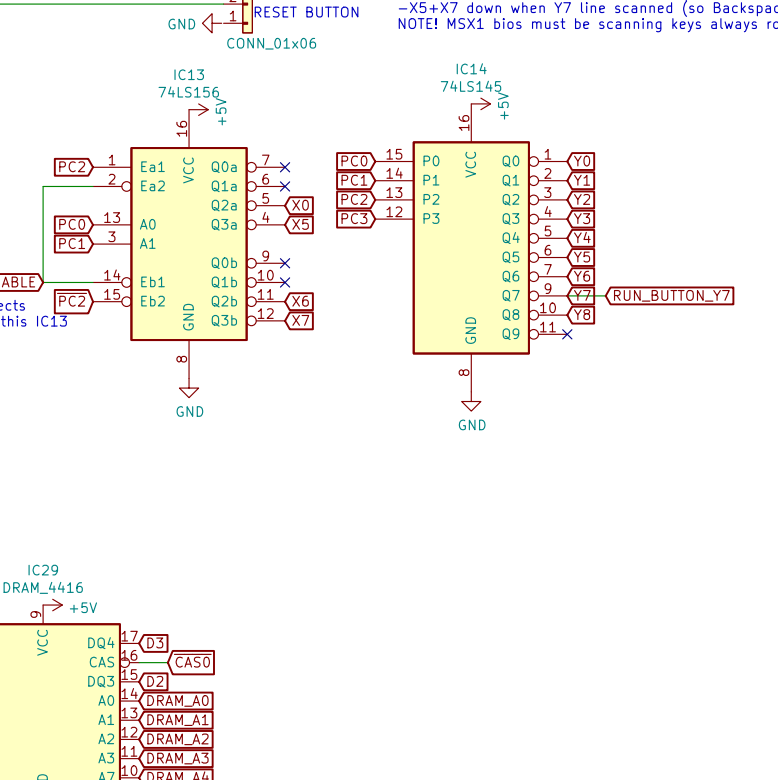 2
RESET BUTTON
GND
1
CONN_01x06
-X5+X7 down when Y7 line scanned (so Backspac
NOTE! MSX1 bios must be scanning keys always ro
IC13
74LS156
+5V
16
VCC
PC2 1 Ea1 Q0a 7
2 Ea2 Q1a 6
Q2a 5 X0
PC0 13 A0 Q3a 4 X5
PC1 3 A1
Q0b 9
ABLE 14 Eb1 Q1b 10
PC2 15 Eb2 Q2b 11 X6
Q3b 12 X7
GND
8
GND
ects
this IC13
IC14
74LS145
+5V
16
VCC
PC0 15 P0 Q0 1 Y0
PC1 14 P1 Q1 2 Y1
PC2 13 P2 Q2 3 Y2
PC3 12 P3 Q3 4 Y3
Q4 5 Y4
Q5 6 Y5
Q6 7 Y6
Q7 9 Y7 RUN_BUTTON_Y7
Q8 10 Y8
Q9 11
GND
8
GND
IC29
DRAM_4416
+5V
9
VCC
DQ4 17 D3
CAS 16 CAS0
DQ3 15 D2
A0 14 DRAM_A0
A1 13 DRAM_A1
A2 12 DRAM_A2
A3 11 DRAM_A3
A7 10 DRAM_A4